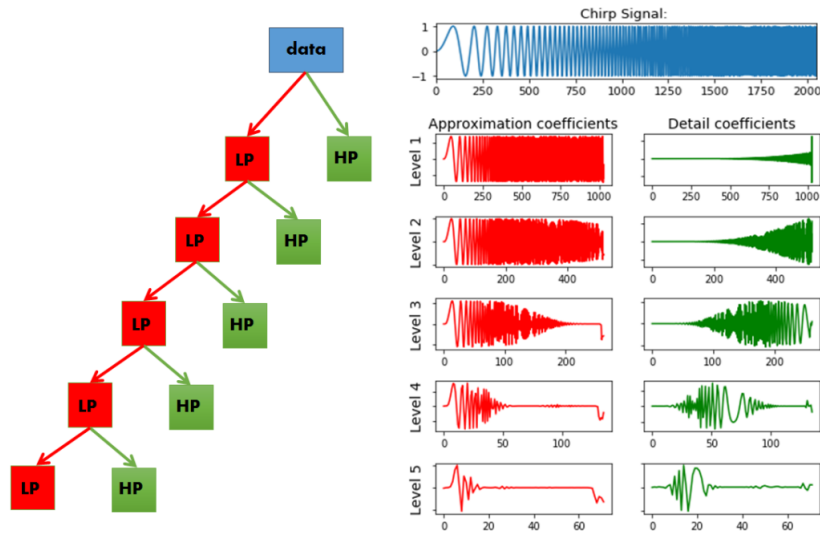 data
LP
HP
LP
HP
LP
HP
LP
HP
LP
HP
Chirp Signal:
1
0
−1
0 250 500 750 1000 1250 1500 1750 2000
Approximation coefficients Detail coefficients
Level 1
0 250 500 750 1000 0 250 500 750 1000
Level 2
0 200 400 0 200 400
Level 3
0 100 200 0 100 200
Level 4
0 50 100 0 50 100
Level 5
0 20 40 60 0 20 40 60